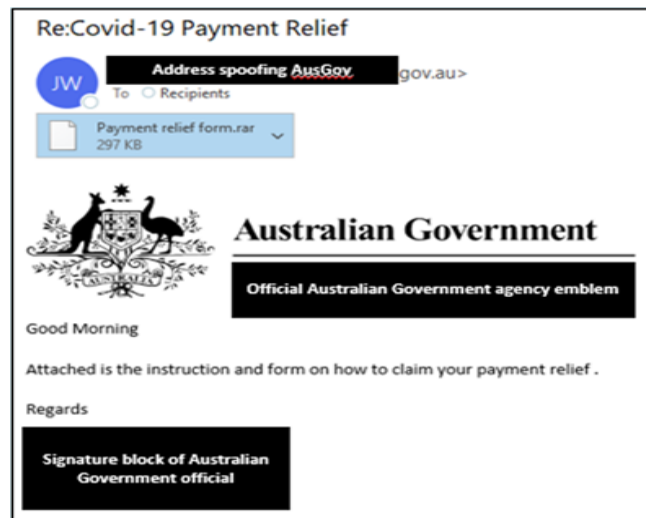 Re:Covid-19 Payment Relief
JW
Address spoofing AusGov
gov.au>
To Recipients
Payment relief form.rar
297 KB
AUSTRALIA
Australian Government
Official Australian Government agency emblem
Good Morning
Attached is the instruction and form on how to claim your payment relief .
Regards
Signature block of Australian
Government official